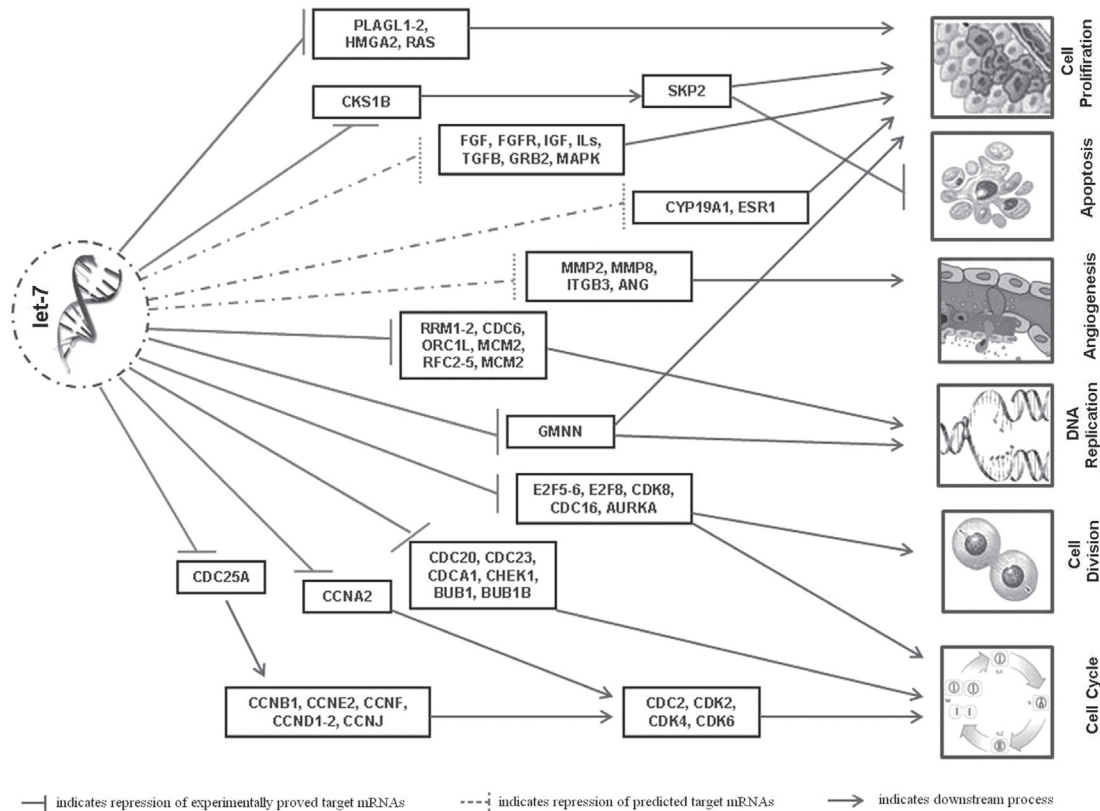 PLAGL1-2,
HMGA2, RAS
CKS1B
SKP2
FGF, FGFR, IGF, ILs,
TGFB, GRB2, MAPK
CYP19A1, ESR1
MMP2, MMP8,
ITGB3, ANG
let-7
RRM1-2, CDC6,
ORC1L, MCM2,
RFC2-5, MCM2
GMNN
E2F5-6, E2F8, CDK8,
CDC16, AURKA
CDC20, CDC23,
CDCA1, CHEK1,
BUB1, BUB1B
CDC25A
CCNA2
CCNB1, CCNE2, CCNF,
CCND1-2, CCNJ
CDC2, CDK2,
CDK4, CDK6
Cell
Prolifiration
Apoptosis
Angiogenesis
DNA
Replication
Cell
Division
Cell Cycle
indicates repression of experimentally proved target mRNAs
indicates repression of predicted target mRNAs
indicates downstream process